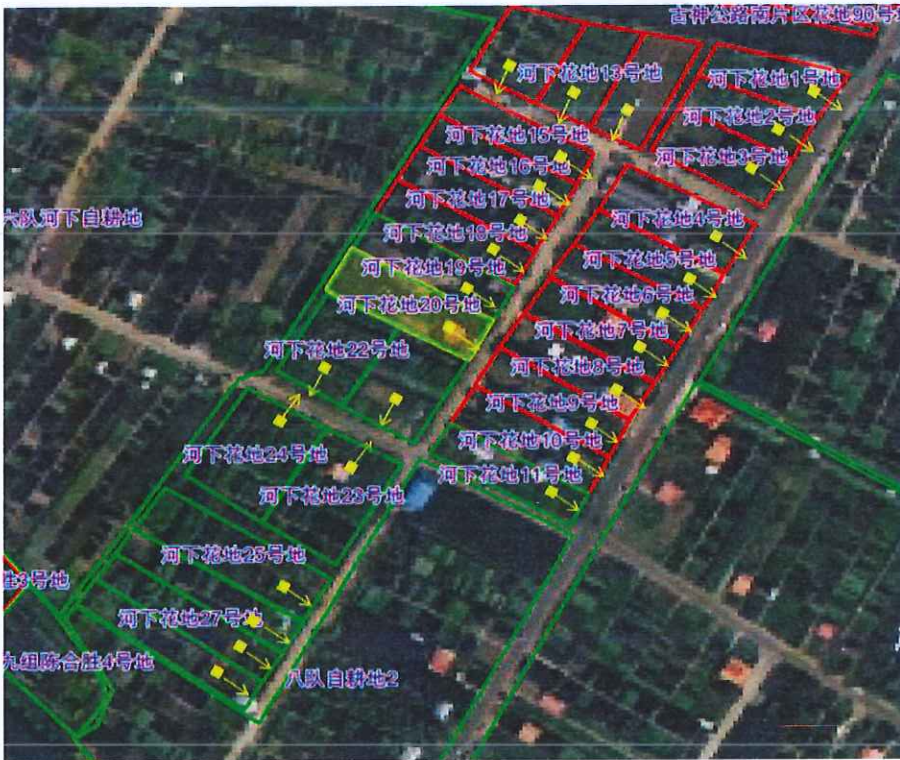 古神公路南片区花地90号
河下花地13号地
河下花地1号地
河下花地2号地
河下花地15号地
河下花地3号地
河下花地16号地
河下花地17号地
六队河下自耕地
河下花地4号地
河下花地18号地
河下花地5号地
河下花地19号地
河下花地6号地
河下花地20号地
河下花地7号地
河下花地22号地
河下花地8号地
河下花地9号地
河下花地10号地
河下花地24号地
河下花地11号地
河下花地23号地
河下花地25号地
胜3号地
河下花地27号地
九组陈合胜4号地
八队自耕地2